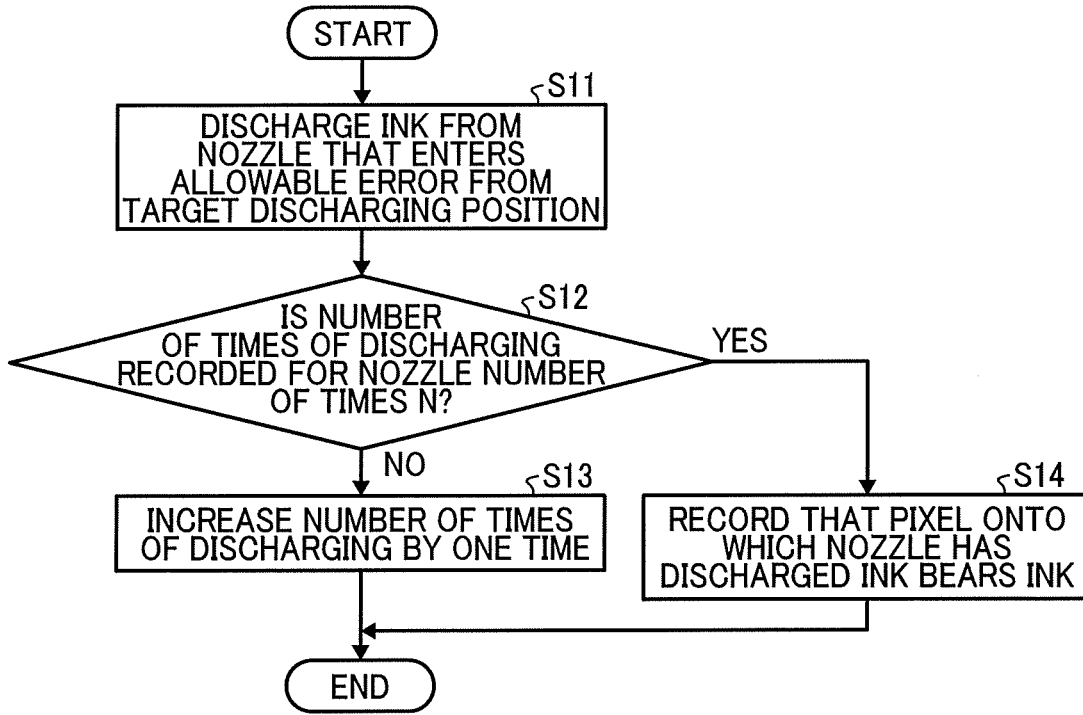 START
S11
DISCHARGE INK FROM
NOZZLE THAT ENTERS
ALLOWABLE ERROR FROM
TARGET DISCHARGING POSITION
S12
IS NUMBER
OF TIMES OF DISCHARGING
RECORDED FOR NOZZLE NUMBER
OF TIMES N?
YES
NO
S13
INCREASE NUMBER OF TIMES
OF DISCHARGING BY ONE TIME
S14
RECORD THAT PIXEL ONTO
WHICH NOZZLE HAS
DISCHARGED INK BEARS INK
END